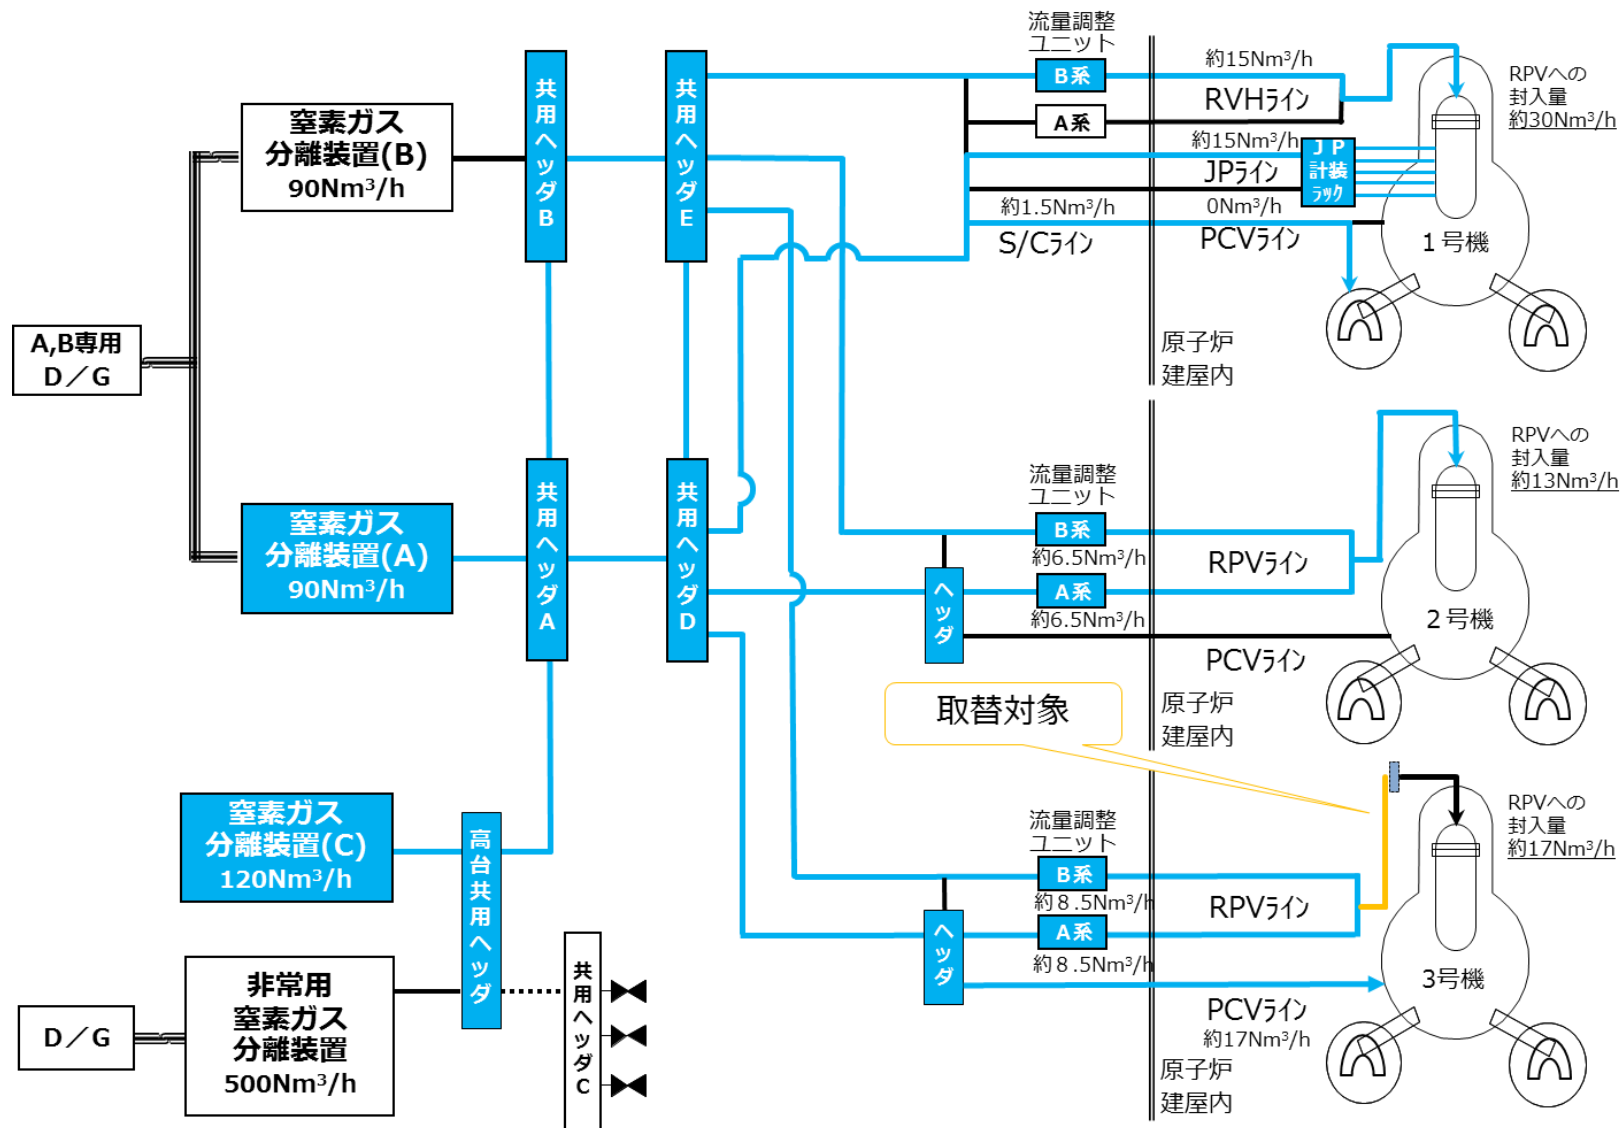 A,B専用
D／G
窒素ガス
分離装置(B)
90Nm³/h
窒素ガス
分離装置(A)
90Nm³/h
窒素ガス
分離装置(C)
120Nm³/h
D／G
非常用
窒素ガス
分離装置
500Nm³/h
高台共用ヘッダ
共用ヘッダB
共用ヘッダA
共用ヘッダC
共用ヘッダE
共用ヘッダD
流量調整
ユニット
B系
A系
約15Nm³/h
RVHライン
約15Nm³/h
JPライン
ＪＰ
計装
ラック
約1.5Nm³/h
S/Cライン
0Nm³/h
PCVライン
原子炉
建屋内
１号機
RPVへの
封入量
約30Nm³/h
流量調整
ユニット
B系
約6.5Nm³/h
A系
約6.5Nm³/h
ヘッダ
RPVライン
PCVライン
原子炉
建屋内
２号機
RPVへの
封入量
約13Nm³/h
取替対象
流量調整
ユニット
B系
約８.5Nm³/h
A系
約８.5Nm³/h
ヘッダ
RPVライン
PCVライン
約17Nm³/h
原子炉
建屋内
3号機
RPVへの
封入量
約17Nm³/h